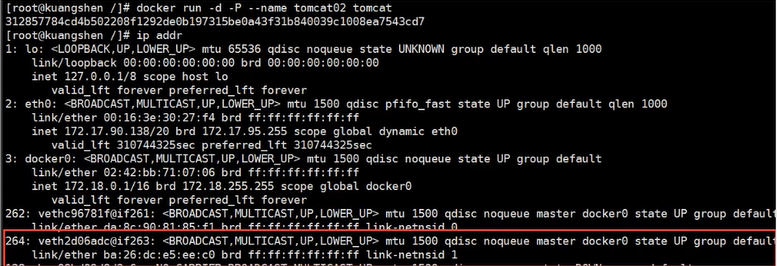 [root@kuangshen /]# docker run -d -P --name tomcat02 tomcat
312857784cd4b502208f1292de0b197315be0a43f31b840039c1008ea7543cd7
[root@kuangshen /]# ip addr
1: lo: <LOOPBACK,UP,LOWER_UP> mtu 65536 qdisc noqueue state UNKNOWN group default qlen 1000
link/loopback 00:00:00:00:00:00 brd 00:00:00:00:00:00
inet 127.0.0.1/8 scope host lo
valid_lft forever preferred_lft forever
2: eth0: <BROADCAST,MULTICAST,UP,LOWER_UP> mtu 1500 qdisc pfifo_fast state UP group default qlen 1000
link/ether 00:16:3e:30:27:f4 brd ff:ff:ff:ff:ff:ff
inet 172.17.90.138/20 brd 172.17.95.255 scope global dynamic eth0
valid_lft 310744325sec preferred_lft 310744325sec
3: docker0: <BROADCAST,MULTICAST,UP,LOWER_UP> mtu 1500 qdisc noqueue state UP group default
link/ether 02:42:bb:71:07:06 brd ff:ff:ff:ff:ff:ff
inet 172.18.0.1/16 brd 172.18.255.255 scope global docker0
valid_lft forever preferred_lft forever
262: vethc96781f@if261: <BROADCAST,MULTICAST,UP,LOWER_UP> mtu 1500 qdisc noqueue master docker0 state UP group default
link/ether da:8c:90:81:85:f1 brd ff:ff:ff:ff:ff:ff link-netnsid 0
264: veth2d06adc@if263: <BROADCAST,MULTICAST,UP,LOWER_UP> mtu 1500 qdisc noqueue master docker0 state UP group default
link/ether ba:26:dc:e5:ee:c0 brd ff:ff:ff:ff:ff:ff link-netnsid 1